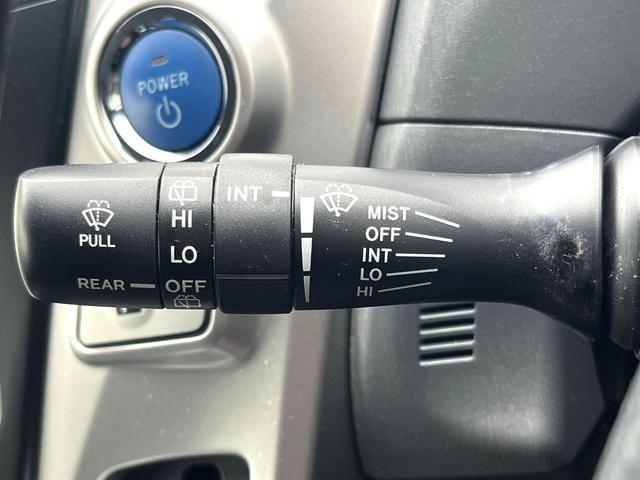 POWER
PULL
REAR
HI
LO
OFF
INT
MIST
OFF
INT
LO
HI